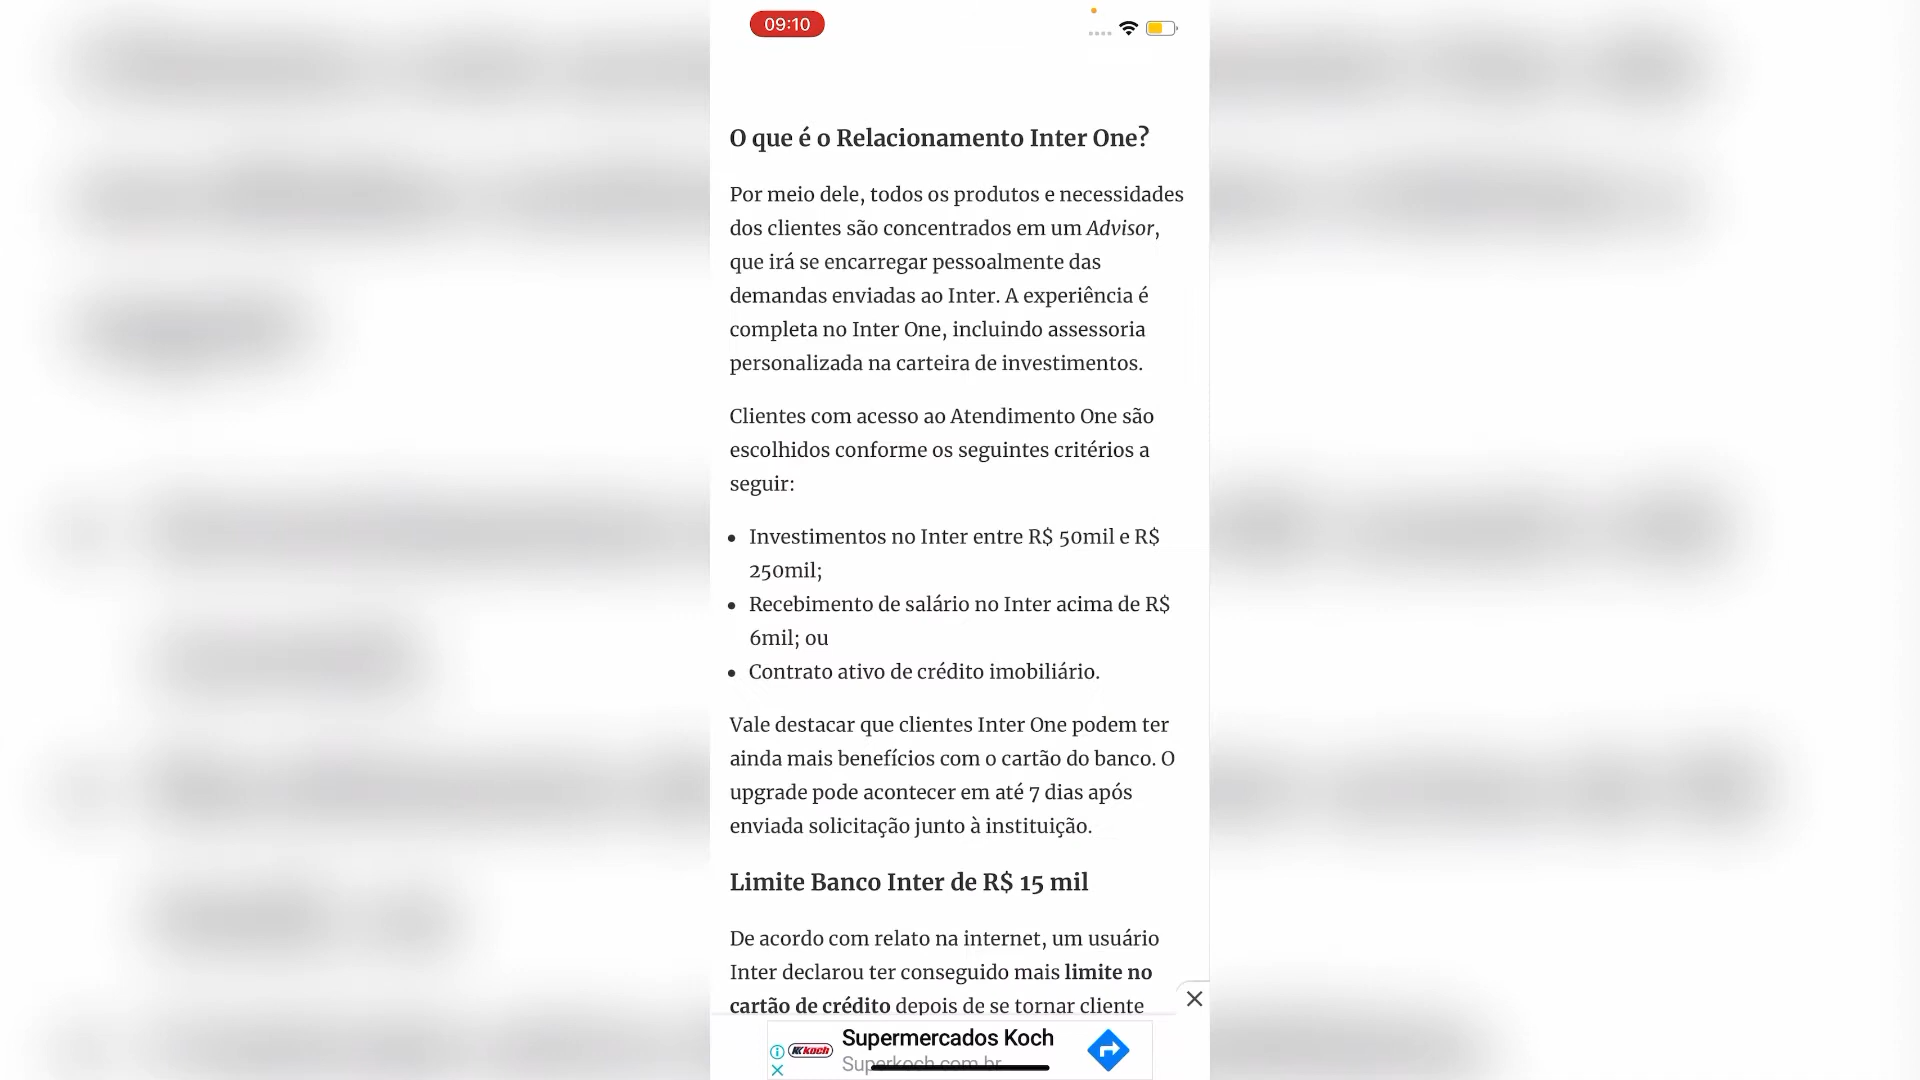 09:10
O que é o Relacionamento Inter One?
Por meio dele, todos os produtos e necessidades
dos clientes são concentrados em um Advisor,
que irá se encarregar pessoalmente das
demandas enviadas ao Inter. A experiência é
completa no Inter One, incluindo assessoria
personalizada na carteira de investimentos.
Clientes com acesso ao Atendimento One são
escolhidos conforme os seguintes critérios a
seguir:
• Investimentos no Inter entre R$ 50mil e R$
250mil;
• Recebimento de salário no Inter acima de R$
6mil; ou
• Contrato ativo de crédito imobiliário.
Vale destacar que clientes Inter One podem ter
ainda mais benefícios com o cartão do banco. O
upgrade pode acontecer em até 7 dias após
enviada solicitação junto à instituição.
Limite Banco Inter de R$ 15 mil
De acordo com relato na internet, um usuário
Inter declarou ter conseguido mais limite no
cartão de crédito depois de se tornar cliente
Supermercados Koch
koch
Superkoch.com.br